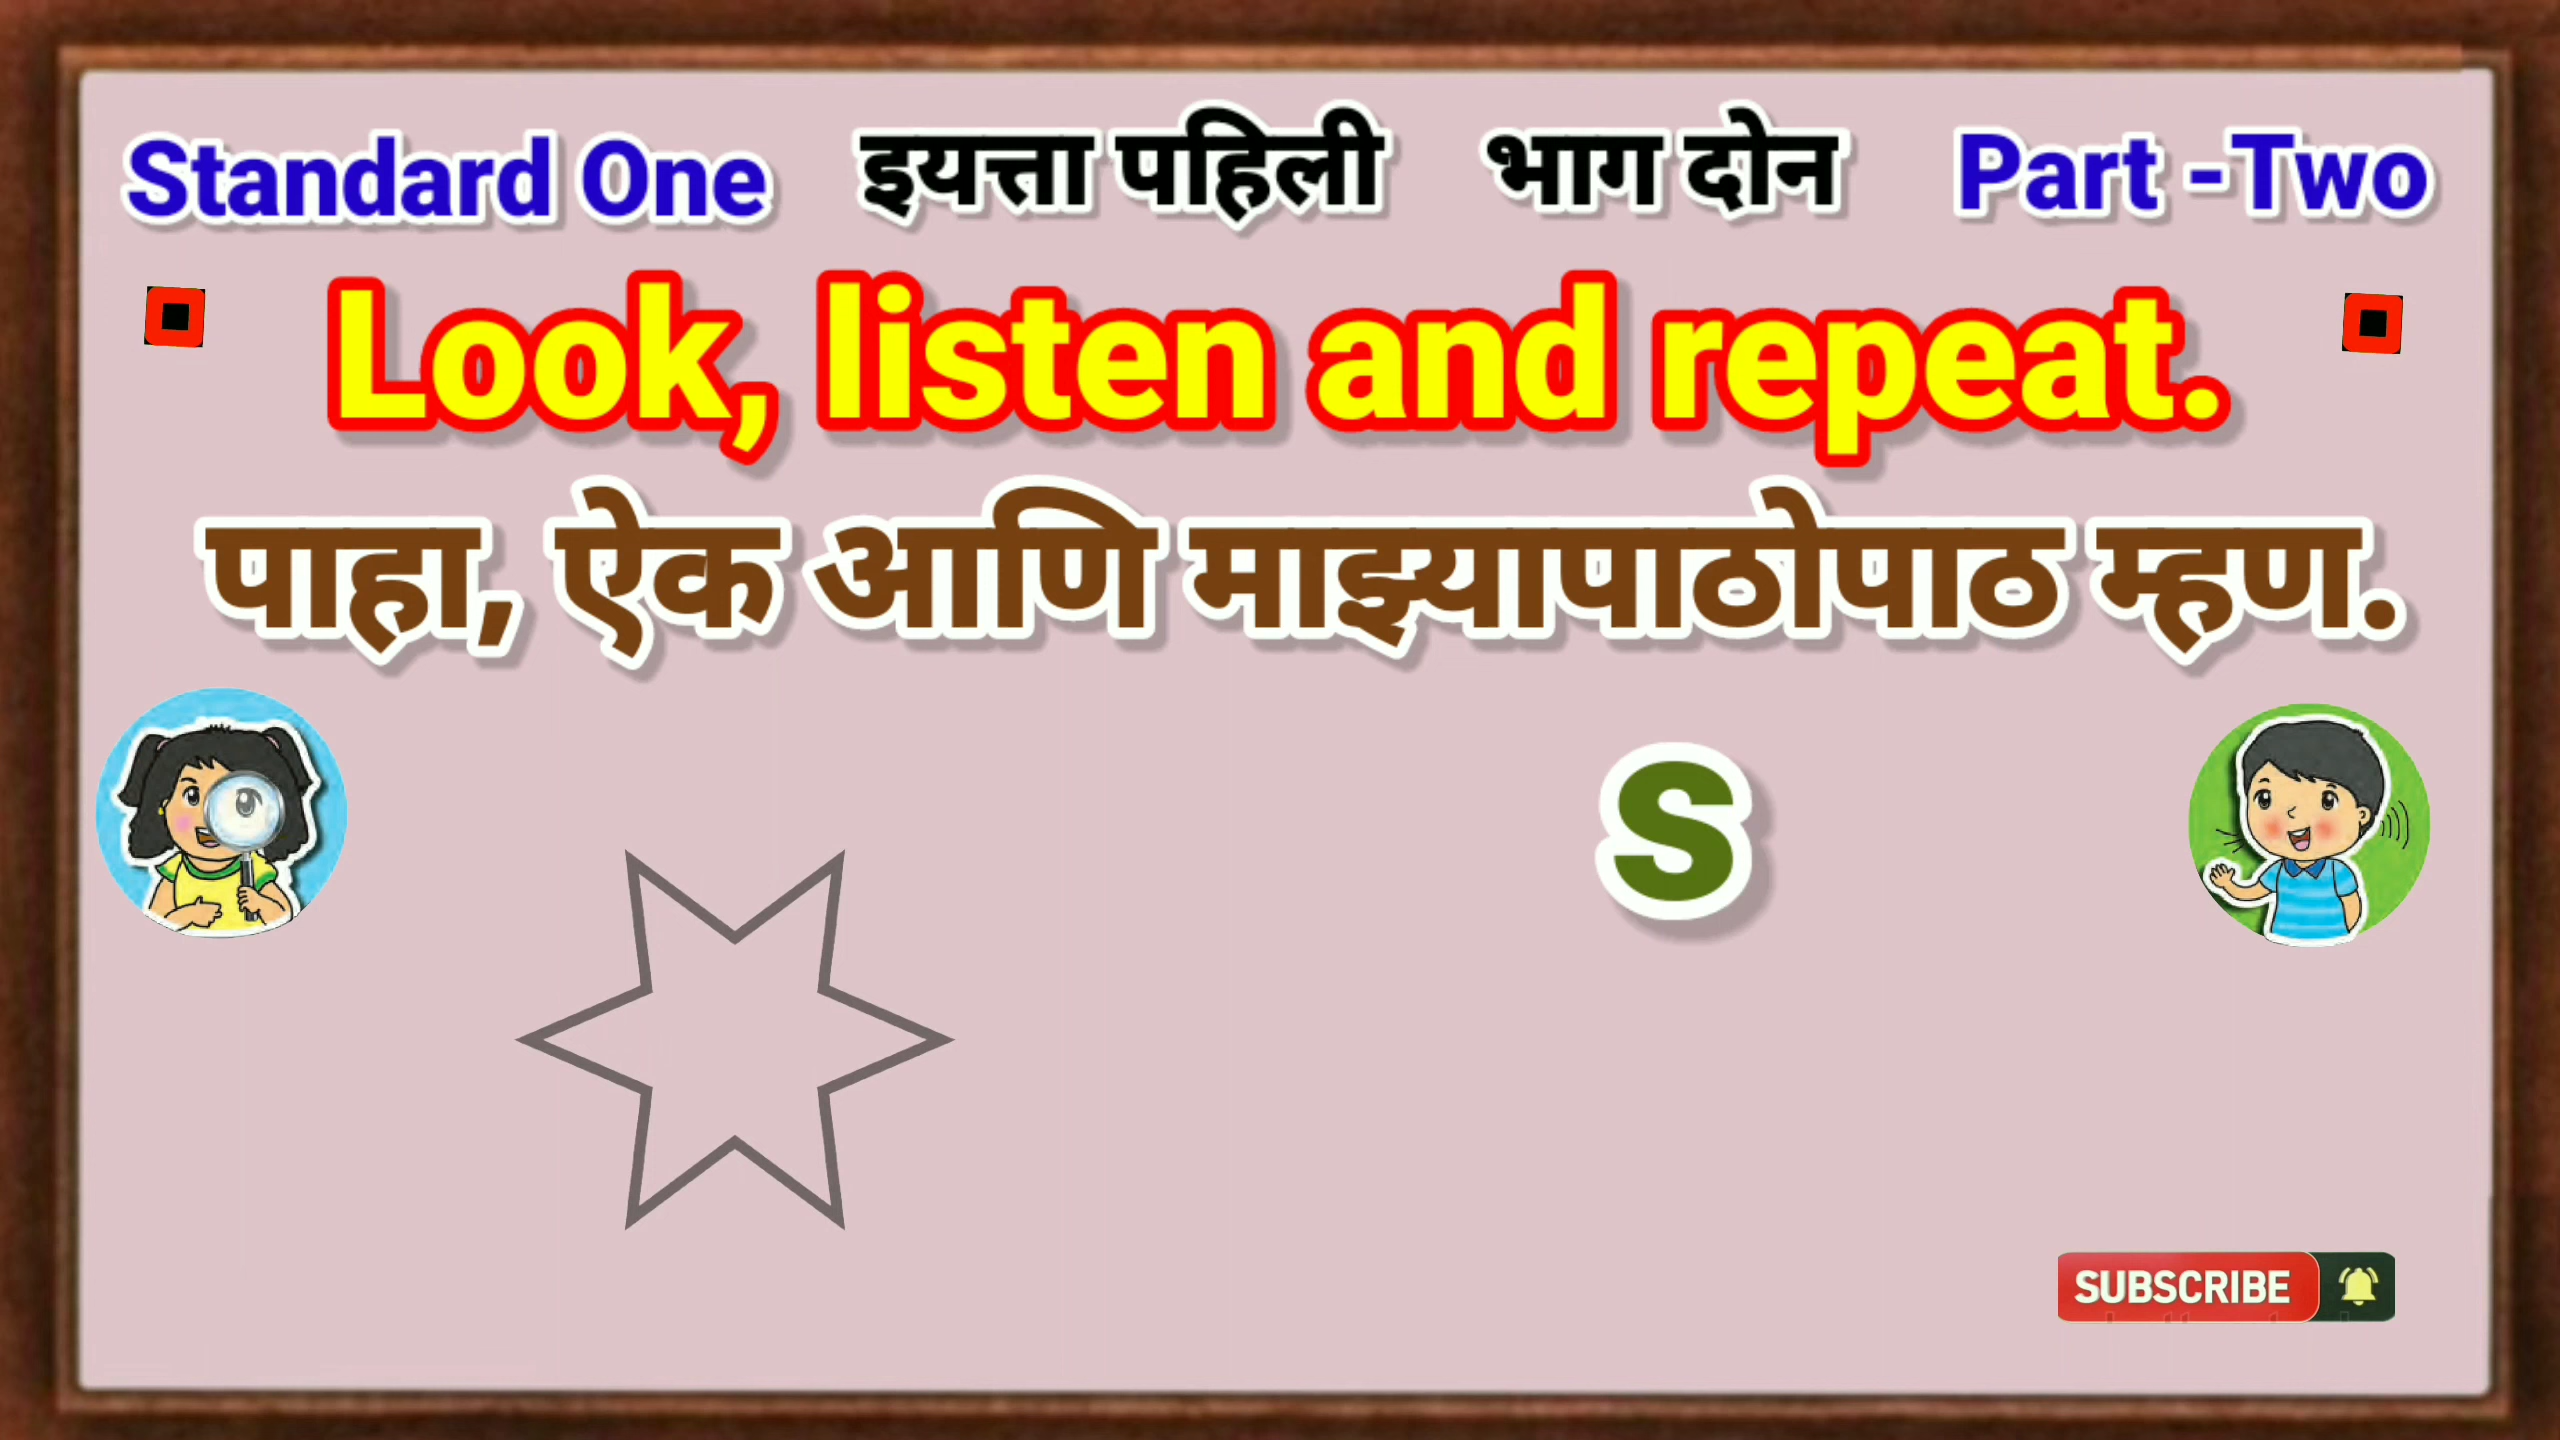 Standard One इयत्ता पहिली भाग दोन Part -Two
Look, listen and repeat.
पाहा, ऐक आणि माझ्यापाठोपाठ म्हण.
S
SUBSCRIBE